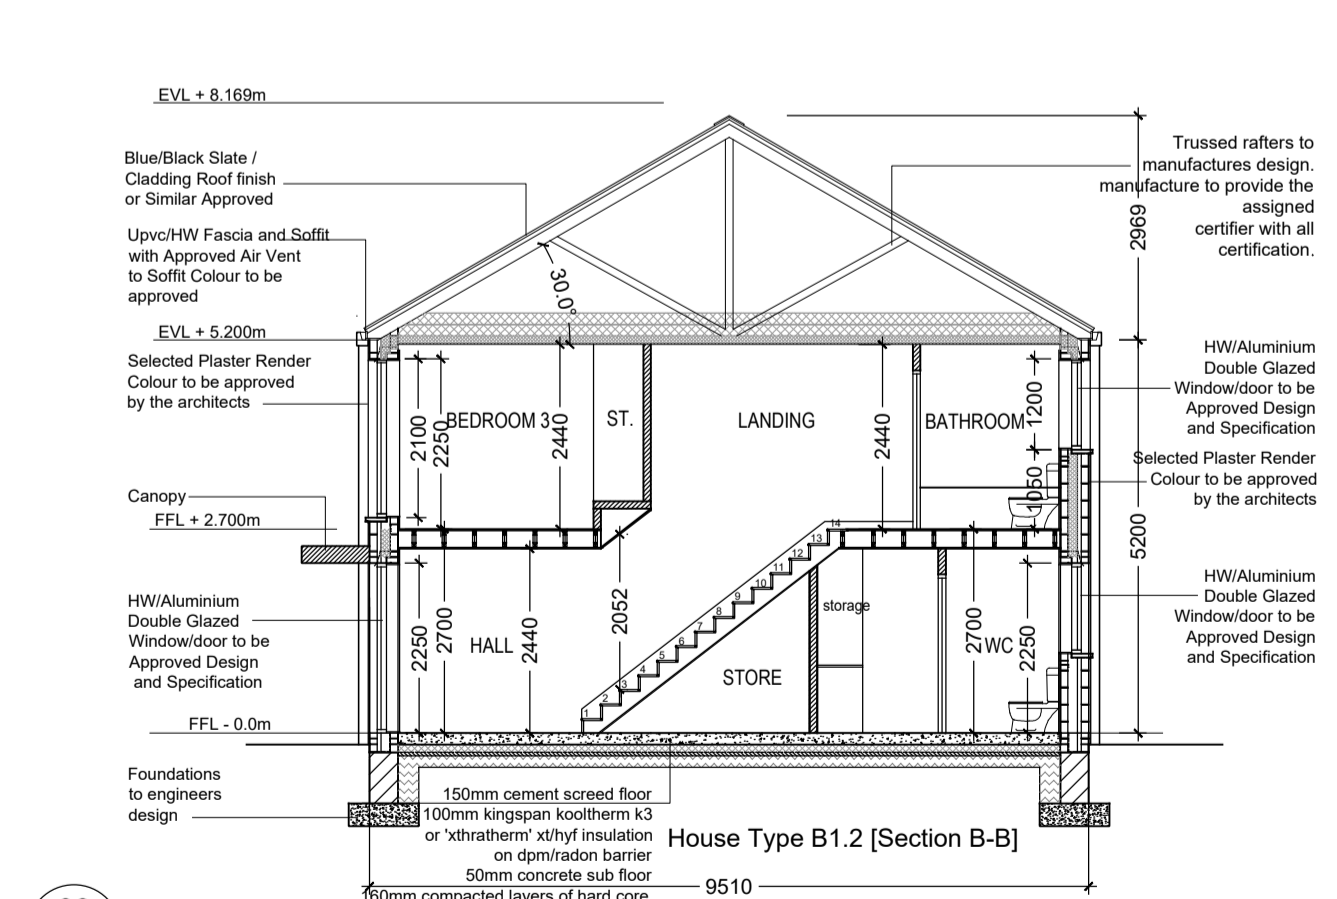 EVL + 8.169m
Blue/Black Slate /
Cladding Roof finish
or Similar Approved
Upvc/HW Fascia and Soffit
with Approved Air Vent
to Soffit Colour to be
approved
EVL + 5.200m
Selected Plaster Render
Colour to be approved
by the architects
Canopy
FFL + 2.700m
HW/Aluminium
Double Glazed
Window/door to be
Approved Design
and Specification
FFL - 0.0m
Foundations
to engineers
design
30.0°
2100
2250
BEDROOM 3
2440
ST.
LANDING
2440
BATHROOM
1200
1050
2250
2700
HALL
2440
2052
1
2
3
4
5
6
7
8
9
10
11
12
13
14
STORE
storage
2700
WC
2250
Trussed rafters to
manufactures design.
manufacture to provide the
assigned
certifier with all
certification.
2969
5200
HW/Aluminium
Double Glazed
Window/door to be
Approved Design
and Specification
Selected Plaster Render
Colour to be approved
by the architects
HW/Aluminium
Double Glazed
Window/door to be
Approved Design
and Specification
150mm cement screed floor
100mm kingspan kooltherm k3
or 'xthratherm' xt/hyf insulation
on dpm/radon barrier
50mm concrete sub floor
160mm compacted layers of hard core.
House Type B1.2 [Section B-B]
9510